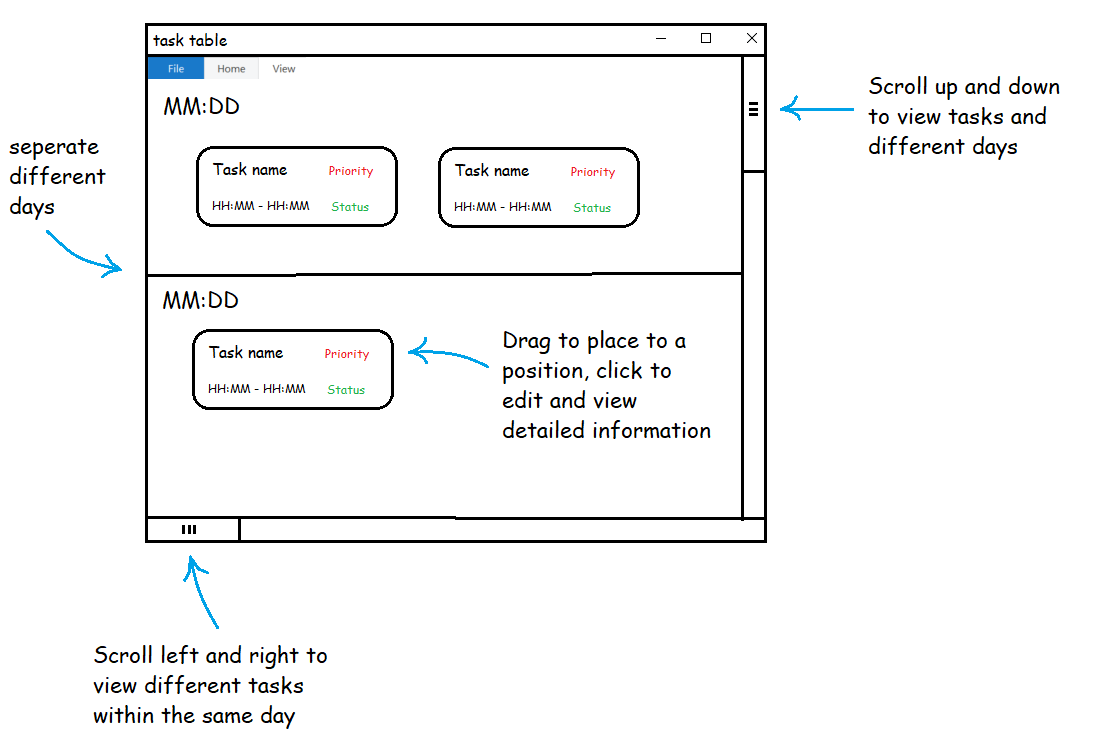 task table
File Home View
MM:DD
Task name Priority
HH:MM - HH:MM Status
Task name Priority
HH:MM - HH:MM Status
MM:DD
Task name Priority
HH:MM - HH:MM Status
seperate
different
days
Scroll up and down
to view tasks and
different days
Drag to place to a
position, click to
edit and view
detailed information
Scroll left and right to
view different tasks
within the same day